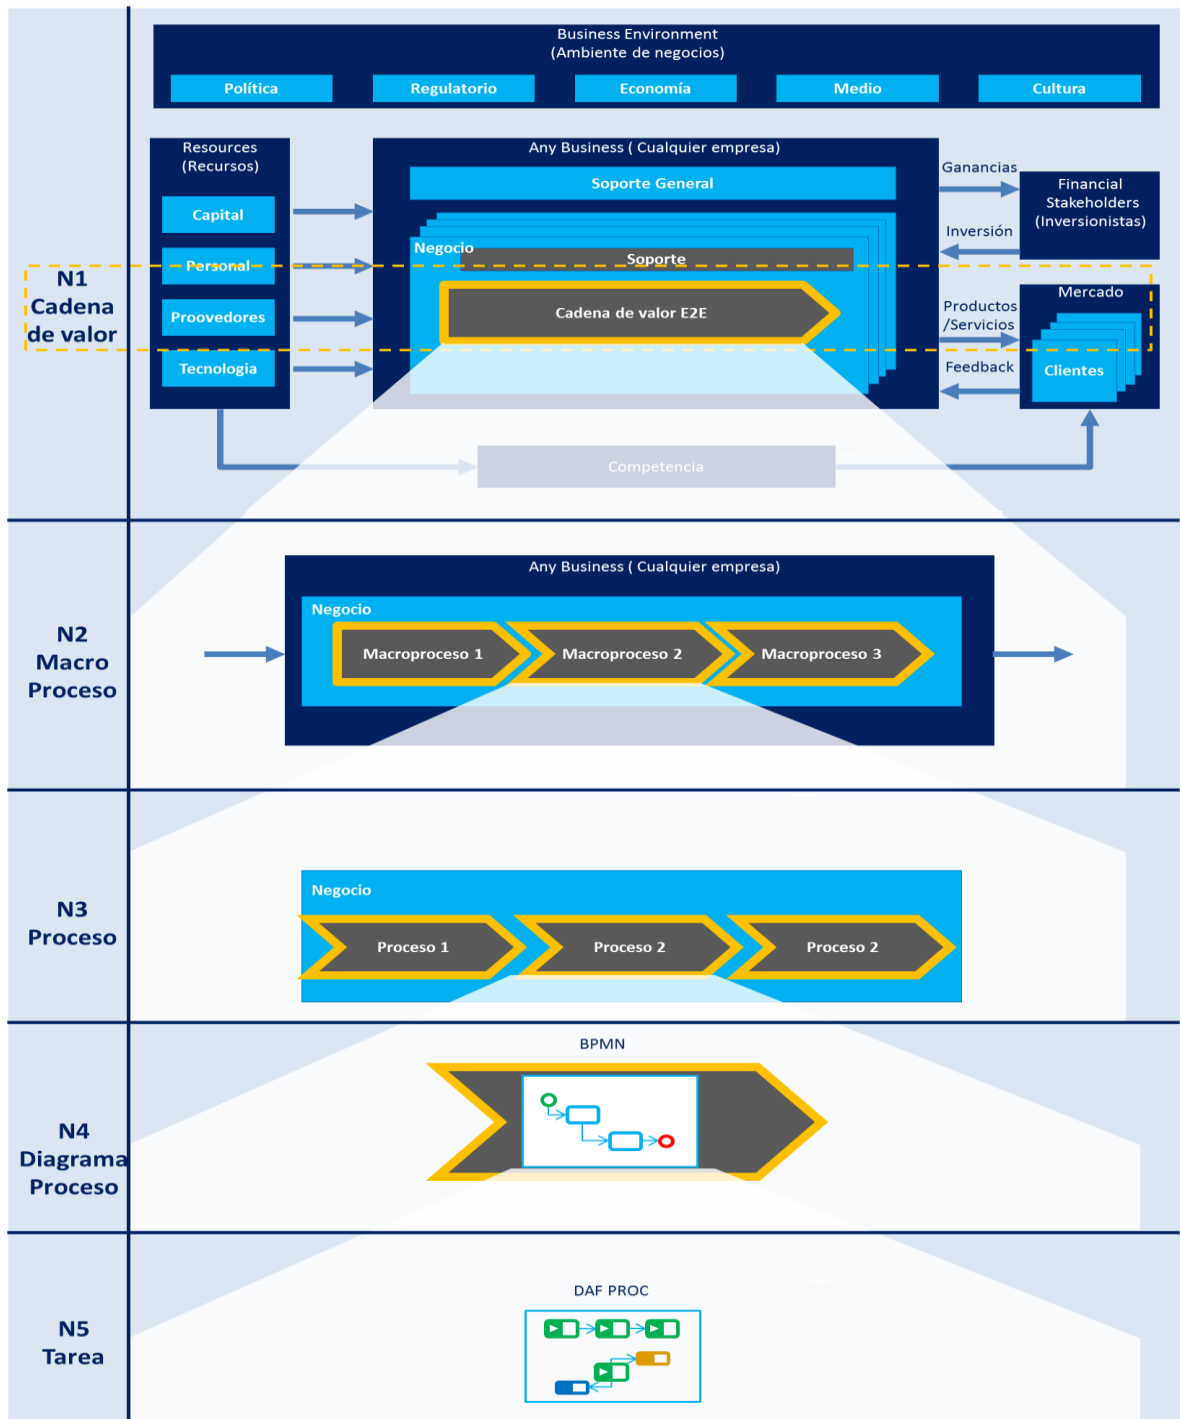 Business Environment
(Ambiente de negocios)
Política
Regulatorio
Economía
Medio
Cultura
N1
Cadena
de valor
Resources
(Recursos)
Capital
Personal
Proovedores
Tecnologia
Any Business ( Cualquier empresa)
Soporte General
Negocio
Soporte
Cadena de valor E2E
Ganancias
Inversión
Productos
/Servicios
Feedback
Financial
Stakeholders
(Inversionistas)
Mercado
Clientes
Competencia
N2
Macro
Proceso
Any Business ( Cualquier empresa)
Negocio
Macroproceso 1
Macroproceso 2
Macroproceso 3
N3
Proceso
Negocio
Proceso 1
Proceso 2
Proceso 2
N4
Diagrama
Proceso
BPMN
N5
Tarea
DAF PROC